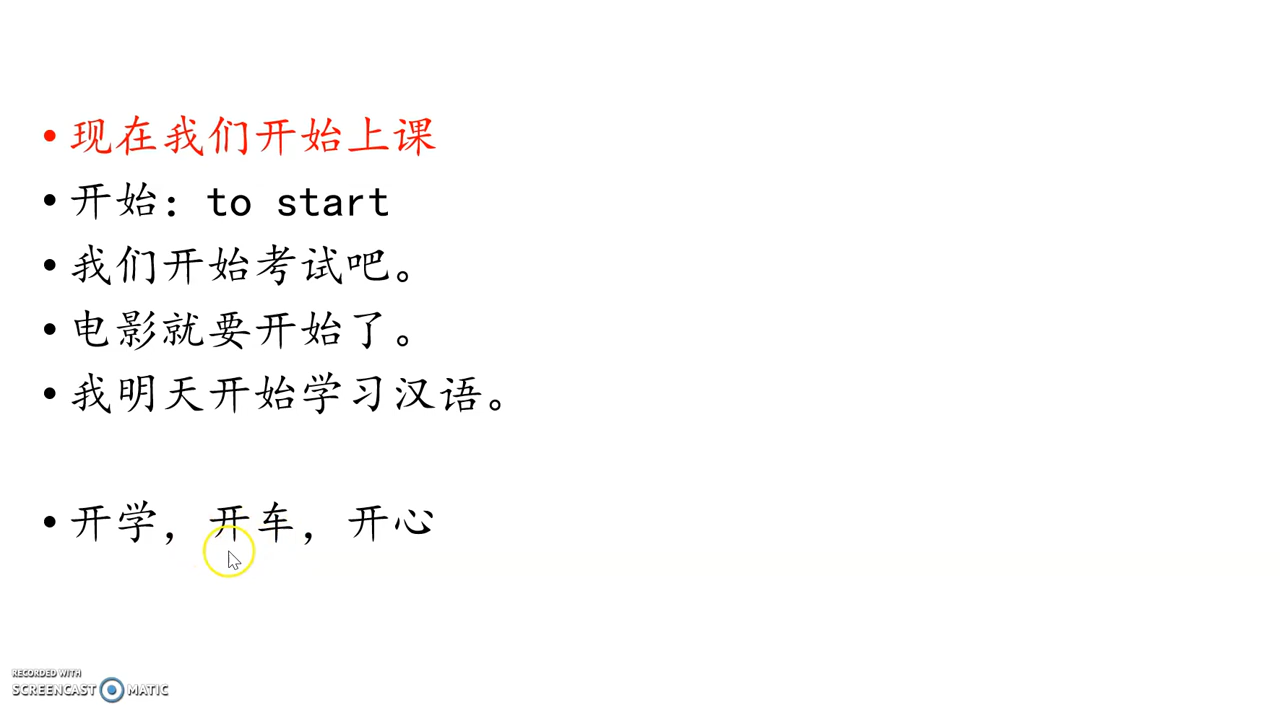 • 现在我们开始上课
• 开始：to start
• 我们开始考试吧。
• 电影就要开始了。
• 我明天开始学习汉语。
• 开学，开车，开心
RECORDED WITH
SCREENCAST MATIC